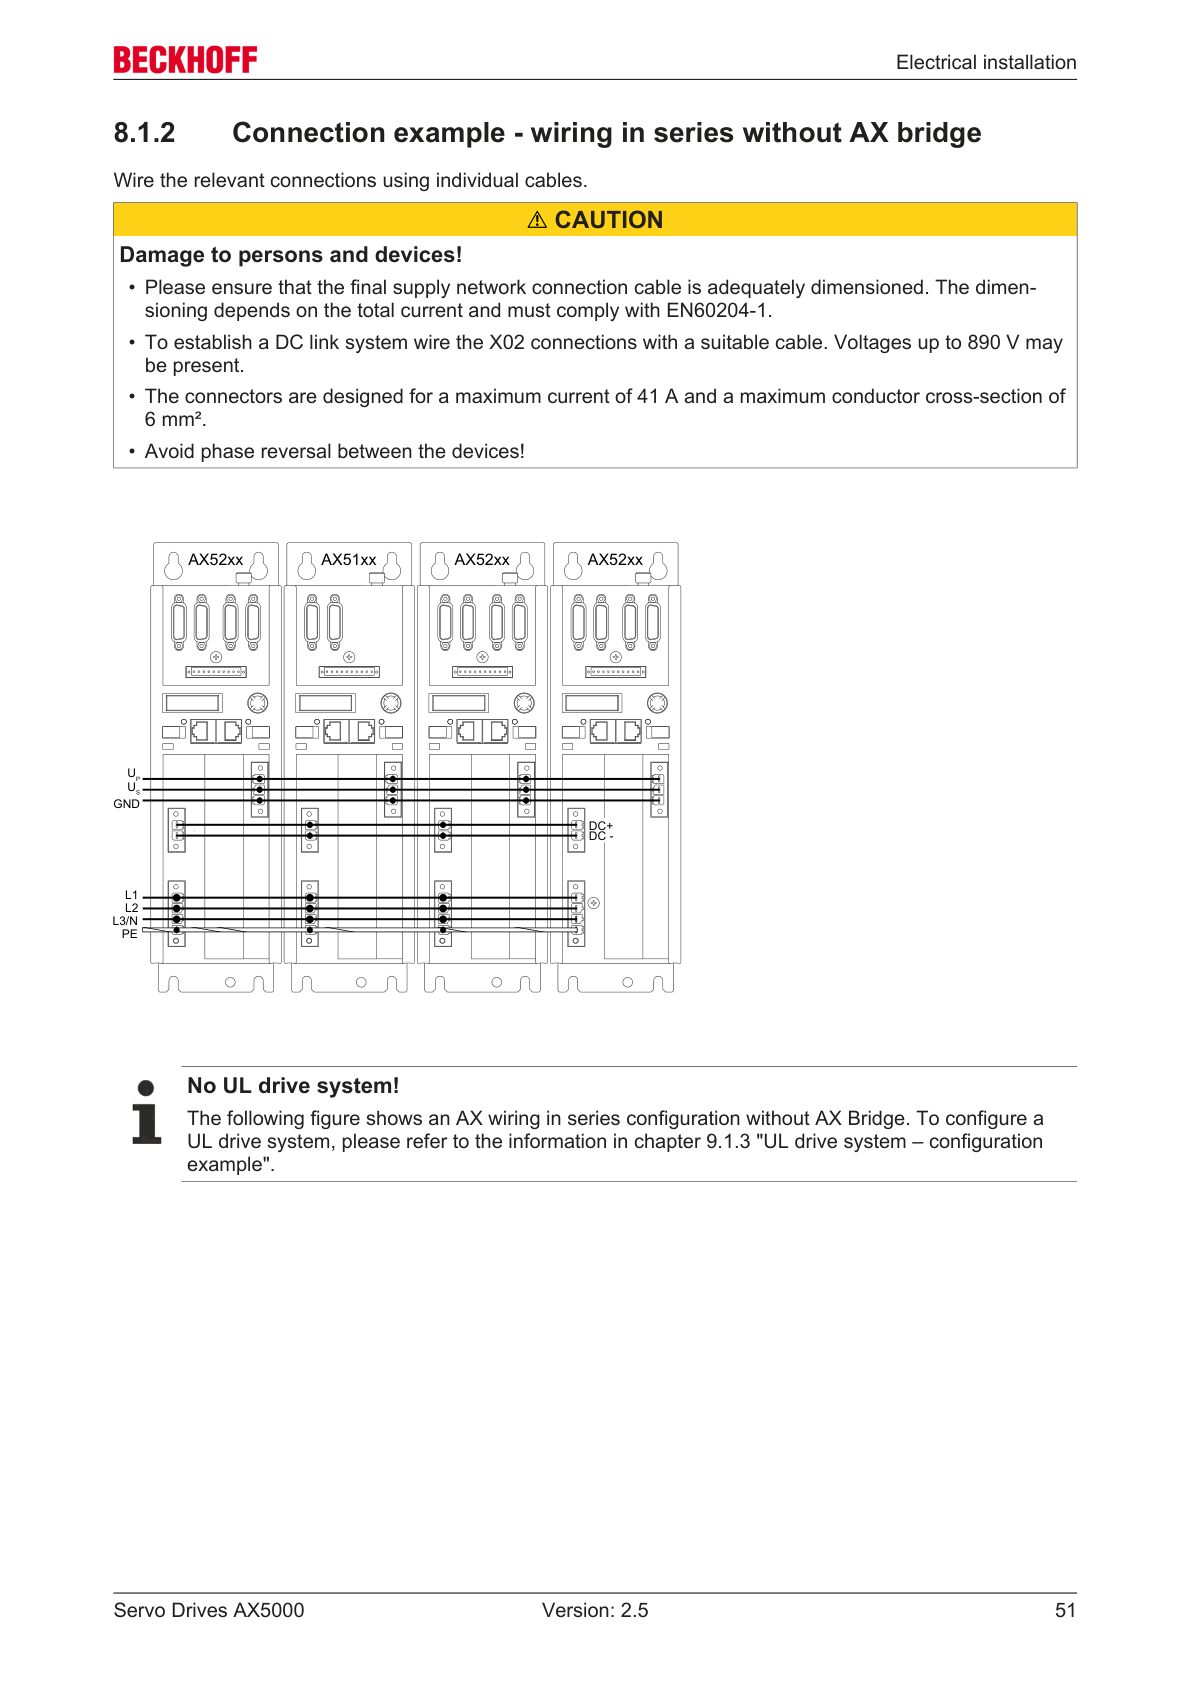 BECKHOFF
Electrical installation
8.1.2 Connection example - wiring in series without AX bridge
Wire the relevant connections using individual cables.
⚠ CAUTION
Damage to persons and devices!
• Please ensure that the final supply network connection cable is adequately dimensioned. The dimen-
sioning depends on the total current and must comply with EN60204-1.
• To establish a DC link system wire the X02 connections with a suitable cable. Voltages up to 890 V may
be present.
• The connectors are designed for a maximum current of 41 A and a maximum conductor cross-section of
6 mm².
• Avoid phase reversal between the devices!
AX52xx AX51xx AX52xx AX52xx
UP
US
GND
DC+
DC -
L1
L2
L3/N
PE
No UL drive system!
The following figure shows an AX wiring in series configuration without AX Bridge. To configure a
UL drive system, please refer to the information in chapter 9.1.3 "UL drive system – configuration
example".
Servo Drives AX5000 Version: 2.5 51